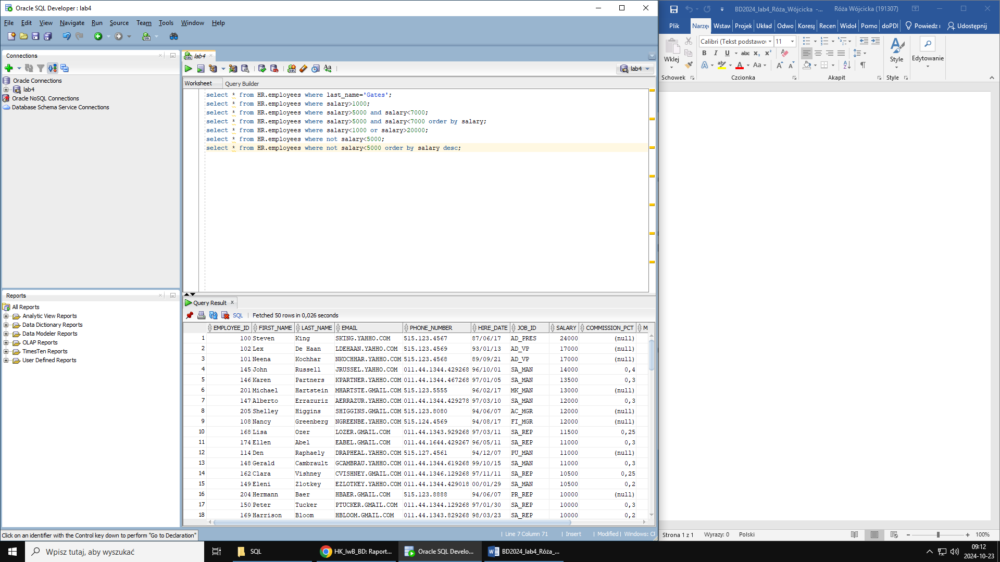 Oracle SQL Developer : lab4
File Edit View Navigate Run Source Team Tools Window Help
Connections
Oracle Connections
lab4
Oracle NoSQL Connections
Database Schema Service Connections
Reports
All Reports
Analytic View Reports
Data Dictionary Reports
Data Modeler Reports
OLAP Reports
TimesTen Reports
User Defined Reports
lab4
lab4
Worksheet Query Builder
select * from HR.employees where last_name='Gates';
select * from HR.employees where salary>1000;
select * from HR.employees where salary>5000 and salary<7000;
select * from HR.employees where salary>5000 and salary<7000 order by salary;
select * from HR.employees where salary<1000 or salary>20000;
select * from HR.employees where not salary<5000;
select * from HR.employees where not salary<5000 order by salary desc;
Query Result
SQL | Fetched 50 rows in 0,026 seconds
EMPLOYEE_ID FIRST_NAME LAST_NAME EMAIL PHONE_NUMBER HIRE_DATE JOB_ID SALARY COMMISSION_PCT M
1 100 Steven King SKING.YAHHO.COM 515.123.4567 87/06/17 AD_PRES 24000 (null)
2 102 Lex De Haan LDEHAAN.YAHHO.COM 515.123.4569 93/01/13 AD_VP 17000 (null)
3 101 Neena Kochhar NKOCHHAR.YAHHO.COM 515.123.4568 89/09/21 AD_VP 17000 (null)
4 145 John Russell JRUSSEL.YAHHO.COM 011.44.1344.429268 96/10/01 SA_MAN 14000 0,4
5 146 Karen Partners KPARTNER.YAHHO.COM 011.44.1344.467268 97/01/05 SA_MAN 13500 0,3
6 201 Michael Hartstein MHARTSTE.GMAIL.COM 515.123.5555 96/02/17 MK_MAN 13000 (null)
7 147 Alberto Errazuriz AERRAZUR.YAHHO.COM 011.44.1344.429278 97/03/10 SA_MAN 12000 0,3
8 205 Shelley Higgins SHIGGINS.GMAIL.COM 515.123.8080 94/06/07 AC_MGR 12000 (null)
9 108 Nancy Greenberg NGREENBE.YAHHO.COM 515.124.4569 94/08/17 FI_MGR 12000 (null)
10 168 Lisa Ozer LOZER.GMAIL.COM 011.44.1343.929268 97/03/11 SA_REP 11500 0,25
11 174 Ellen Abel EABEL.GMAIL.COM 011.44.1644.429267 96/05/11 SA_REP 11000 0,3
12 114 Den Raphaely DRAPHEAL.YAHHO.COM 515.127.4561 94/12/07 PU_MAN 11000 (null)
13 148 Gerald Cambrault GCAMBRAU.YAHHO.COM 011.44.1344.619268 99/10/15 SA_MAN 11000 0,3
14 162 Clara Vishney CVISHNEY.GMAIL.COM 011.44.1346.129268 97/11/11 SA_REP 10500 0,25
15 149 Eleni Zlotkey EZLOTKEY.YAHHO.COM 011.44.1344.429018 00/01/29 SA_MAN 10500 0,2
16 204 Hermann Baer HBAER.GMAIL.COM 515.123.8888 94/06/07 PR_REP 10000 (null)
17 150 Peter Tucker PTUCKER.GMAIL.COM 011.44.1344.129268 97/01/30 SA_REP 10000 0,3
18 169 Harrison Bloom HBLOOM.GMAIL.COM 011.44.1343.829268 98/03/23 SA_REP 10000 0,2
Click on an identifier with the Control key down to perform "Go to Declaration"
| Line 7 Column 71 | Insert | Modified | Windows: CF
BD2024_lab4_Róża_Wójcicka -... Róża Wójcicka (191307)
Plik Narzę Wstaw Projek Układ Odwo Koresp Recen Widol Pomo doPDI Powiedz Udostępnij
Wklej
Calibri (Tekst podstawov 11
B I U abc x₂ x²
A A Aa A A
Style
Edytowanie
Schowek Czcionka Akapit Style
Strona 1 z 1 Wyrazy: 0 Polski 100%
Wpisz tutaj, aby wyszukać
SQL
HK_IwB_BD: Raport...
Oracle SQL Develo...
BD2024_lab4_Róża_...
09:12
2024-10-23